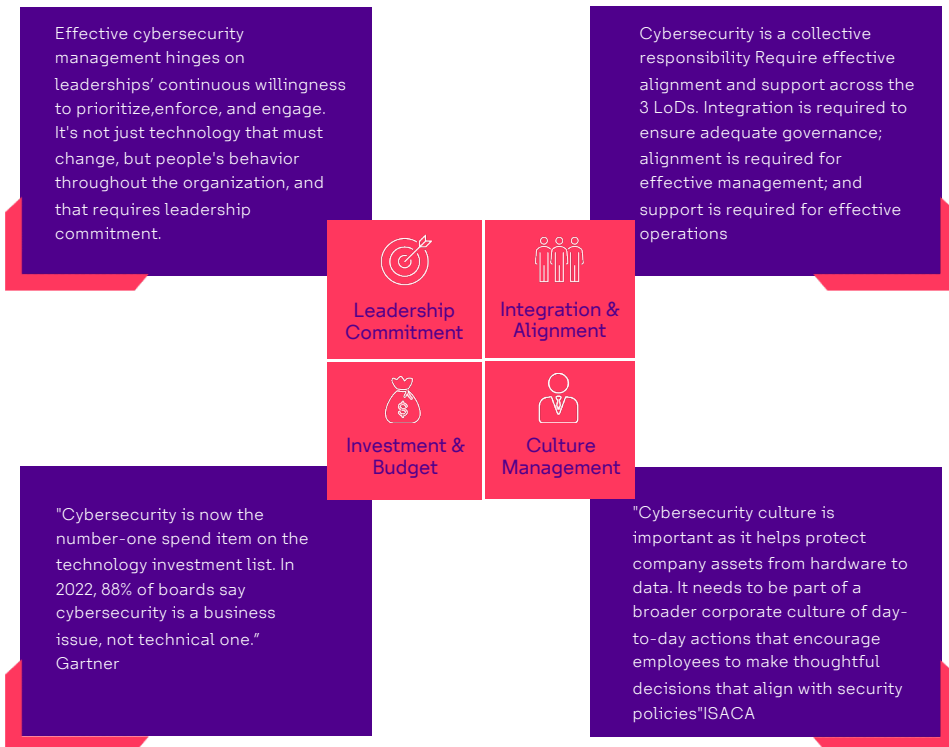 Effective cybersecurity
management hinges on
leaderships’ continuous willingness
to prioritize,enforce, and engage.
It's not just technology that must
change, but people's behavior
throughout the organization, and
that requires leadership
commitment.
Cybersecurity is a collective
responsibility Require effective
alignment and support across the
3 LoDs. Integration is required to
ensure adequate governance;
alignment is required for
effective management; and
support is required for effective
operations
Leadership
Commitment
Integration &
Alignment
Investment &
Budget
Culture
Management
"Cybersecurity is now the
number-one spend item on the
technology investment list. In
2022, 88% of boards say
cybersecurity is a business
issue, not technical one.”
Gartner
"Cybersecurity culture is
important as it helps protect
company assets from hardware to
data. It needs to be part of a
broader corporate culture of day-
to-day actions that encourage
employees to make thoughtful
decisions that align with security
policies"ISACA